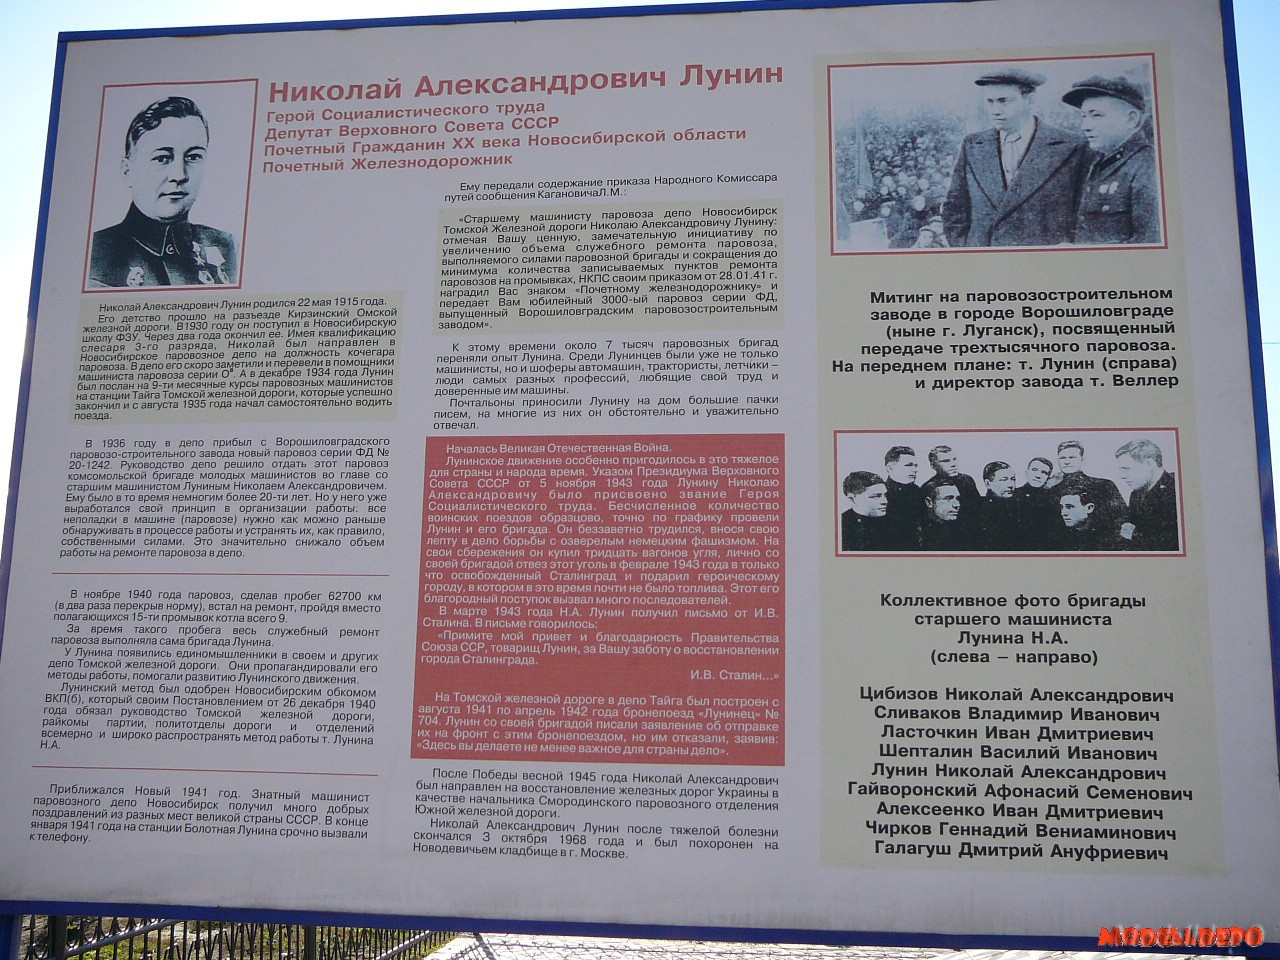 Николай Александрович Лунин
Герой Социалистического труда
Депутат Верховного Совета СССР
Почетный Гражданин ХХ века Новосибирской области
Почетный Железнодорожник
Николай Александрович Лунин родился 22 мая 1915 года.
Его детство прошло на разъезде Кирзинский Омской
железной дороги. В1930 году он поступил в Новосибирскую
школу ФЗУ. Через два года окончил ее. Имея квалификацию
слесаря 3-го разряда, Николай был направлен в
Новосибирское паровозное депо на должность кочегара
паровоза. В депо его скоро заметили и перевели в помощники
машиниста паровоза серии О". А в декабре 1934 года Лунин
был послан на 9-ти месячные курсы паровозных машинистов
на станции Тайга Томской железной дороги, которые успешно
закончил и с августа 1935 года начал самостоятельно водить
поезда.
В 1936 году в депо прибыл с Ворошиловградского
паровозо-строительного завода новый паровоз серии ФД №
20-1242. Руководство депо решило отдать этот паровоз
комсомольской бригаде молодых машинистов во главе со
старшим машинистом Луниным Николаем Александровичем.
Ему было в то время немногим более 20-ти лет. Но у него уже
выработался свой принцип в организации работы: все
неполадки в машине (паровозе) нужно как можно раньше
обнаруживать в процессе работы и устранять их, как правило,
собственными силами. Это значительно снижало объем
работы на ремонте паровоза в депо.
В ноябре 1940 года паровоз, сделав пробег 62700 км
(в два раза перекрыв норму), встал на ремонт, пройдя вместо
полагающихся 15-ти промывок котла всего 9.
За время такого пробега весь служебный ремонт
паровоза выполняла сама бригада Лунина.
У Лунина появились единомышленники в своем и других
депо Томской железной дороги. Они пропагандировали его
методы работы, помогали развитию Лунинского движения.
Лунинский метод был одобрен Новосибирским обкомом
ВКП(б), который своим Постановлением от 26 декабря 1940
года обязал руководство Томской железной дороги,
райкомы партии, политотделы дороги и отделений
всемерно и широко распространять метод работы т. Лунина
Н.А.
Приближался Новый 1941 год. Знатный машинист
паровозного депо Новосибирск получил много добрых
поздравлений из разных мест великой страны СССР. В конце
января 1941 года на станции Болотная Лунина срочно вызвали
к телефону.
Ему передали содержание приказа Народного Комиссара
путей сообщения КагановичаЛ.М.:
«Старшему машинисту паровоза депо Новосибирск
Томской Железной дороги Николаю Александровичу Лунину:
отмечая Вашу ценную, замечательную инициативу по
увеличению объема служебного ремонта паровоза,
выполняемого силами паровозной бригады и сокращения до
минимума количества записываемых пунктов ремонта
паровозов на промывках, НКПС своим приказом от 28.01.41 г.
наградил Вас знаком «Почетному железнодорожнику» и
передает Вам юбилейный 3000-ый паровоз серии ФД,
выпущенный Ворошиловградским паровозостроительным
заводом».
К этому времени около 7 тысяч паровозных бригад
переняли опыт Лунина. Среди Лунинцев были уже не только
машинисты, но и шоферы автомашин, трактористы, летчики –
люди самых разных профессий, любящие свой труд и
доверенные им машины.
Почтальоны приносили Лунину на дом большие пачки
писем, на многие из них он обстоятельно и уважительно
отвечал.
Началась Великая Отечественная Война.
Лунинское движение особенно пригодилось в это тяжелое
для страны и народа время. Указом Президиума Верховного
Совета СССР от 5 ноября 1943 года Лунину Николаю
Александровичу было присвоено звание Героя
Социалистического труда. Бесчисленное количество
воинских поездов образцово, точно по графику провели
Лунин и его бригада. Он беззаветно трудился, внося свою
лепту в дело борьбы с озверелым немецким фашизмом. На
свои сбережения он купил тридцать вагонов угля, лично со
своей бригадой отвез этот уголь в феврале 1943 года в только
что освобожденный Сталинград и подарил героическому
городу, в котором в это время почти не было топлива. Этот его
благородный поступок вызвал много последователей.
В марте 1943 года Н.А. Лунин получил письмо от И.В.
Сталина. В письме говорилось:
«Примите мой привет и благодарность Правительства
Союза ССР, товарищ Лунин, за Вашу заботу о восстановлении
города Сталинграда.
И.В. Сталин...»
На Томской железной дороге в депо Тайга был построен с
августа 1941 по апрель 1942 года бронепоезд «Лунинец» №
704. Лунин со своей бригадой писали заявление об отправке
их на фронт с этим бронепоездом, но им отказали, заявив:
«Здесь вы делаете не менее важное для страны дело».
После Победы весной 1945 года Николай Александрович
был направлен на восстановление железных дорог Украины в
качестве начальника Смородинского паровозного отделения
Южной железной дороги.
Николай Александрович Лунин после тяжелой болезни
скончался 3 октября 1968 года и был похоронен на
Новодевичьем кладбище в г. Москве.
Митинг на паровозостроительном
заводе в городе Ворошиловграде
(ныне г. Луганск), посвященный
передаче трехтысячного паровоза.
На переднем плане: т. Лунин (справа)
и директор завода т. Веллер
Коллективное фото бригады
старшего машиниста
Лунина Н.А.
(слева – направо)
Цибизов Николай Александрович
Сливаков Владимир Иванович
Ласточкин Иван Дмитриевич
Шепталин Василий Иванович
Лунин Николай Александрович
Гайворонский Афонасий Семенович
Алексеенко Иван Дмитриевич
Чирков Геннадий Вениаминович
Галагуш Дмитрий Ануфриевич